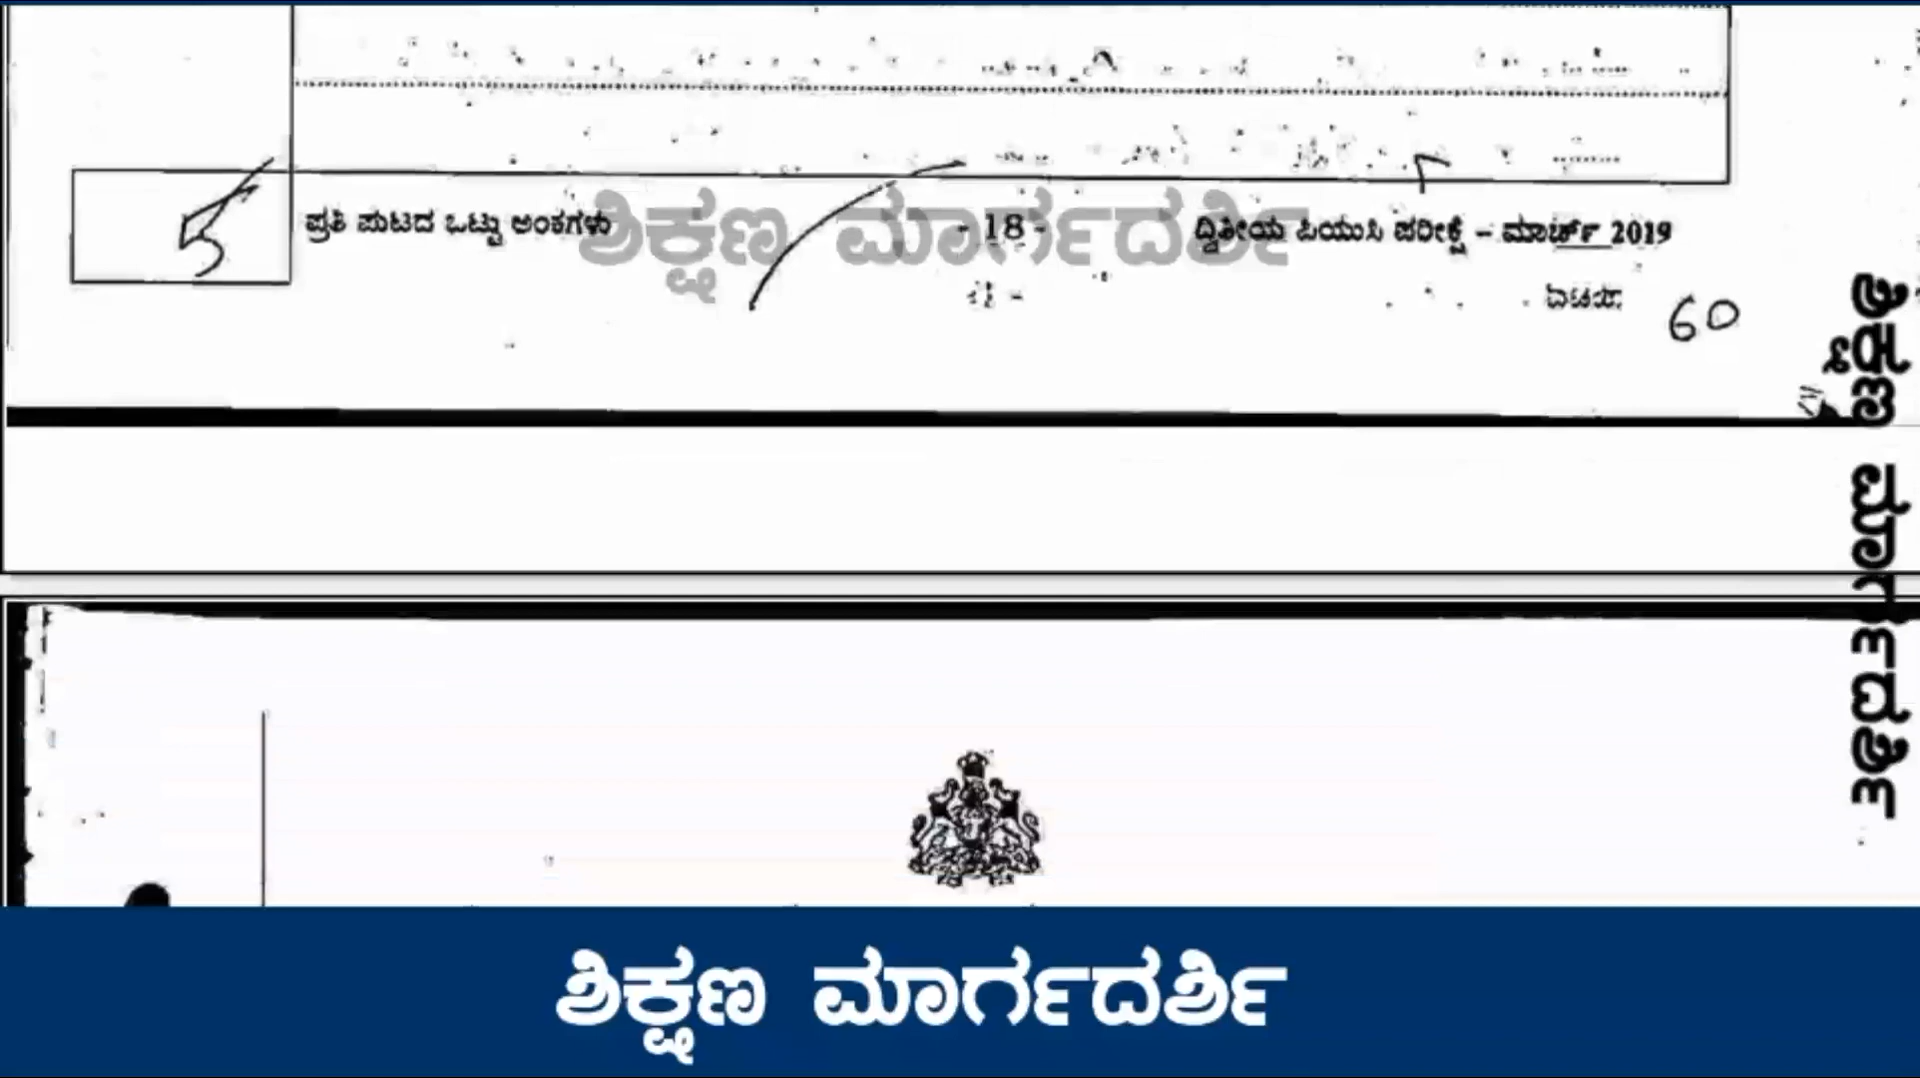 5 ಪ್ರತಿ ಪುಟದ ಒಟ್ಟು ಅಂಕಗಳು - 18 - ದ್ವಿತೀಯ ಪಿಯುಸಿ ಪರೀಕ್ಷೆ – ಮಾರ್ಚ್ 2019
ಶಿಕ್ಷಣ ಮಾರ್ಗದರ್ಶಿ
60
ಶಿಕ್ಷಣ ಮಾರ್ಗದರ್ಶಿ
ಶಿಕ್ಷಣ ಮಾರ್ಗದರ್ಶಿ